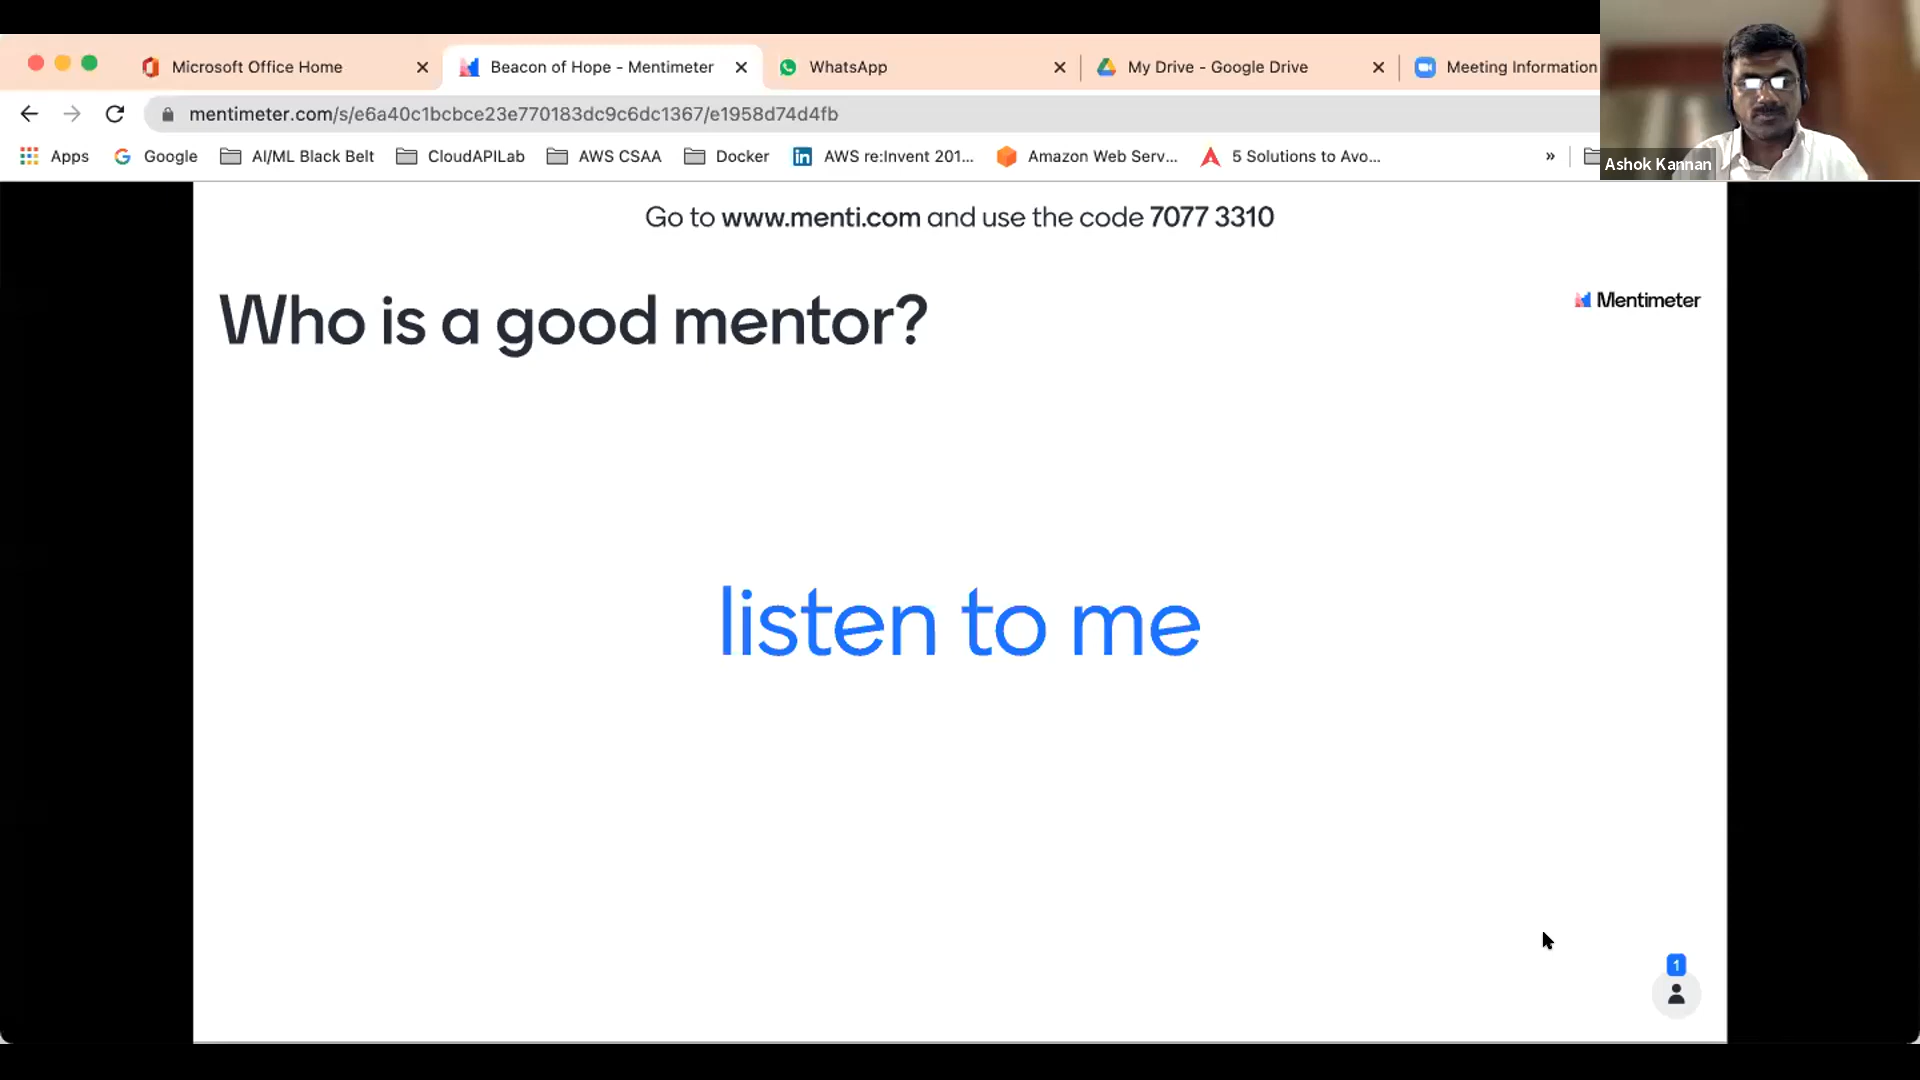 Microsoft Office Home
Beacon of Hope - Mentimeter
WhatsApp
My Drive - Google Drive
Meeting Information
mentimeter.com/s/e6a40c1bcbce23e770183dc9c6dc1367/e1958d74d4fb
Apps
Google
AI/ML Black Belt
CloudAPILab
AWS CSAA
Docker
AWS re:Invent 201...
Amazon Web Serv...
5 Solutions to Avo...
»
Ashok Kannan
Go to www.menti.com and use the code 7077 3310
Mentimeter
Who is a good mentor?
listen to me
1